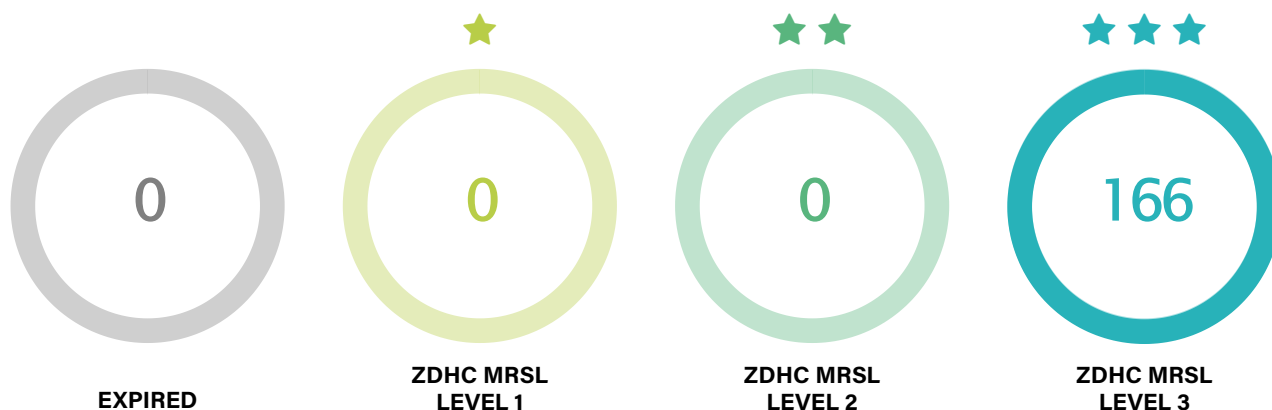 0
0
0
166
EXPIRED
ZDHC MRSL
LEVEL 1
ZDHC MRSL
LEVEL 2
ZDHC MRSL
LEVEL 3